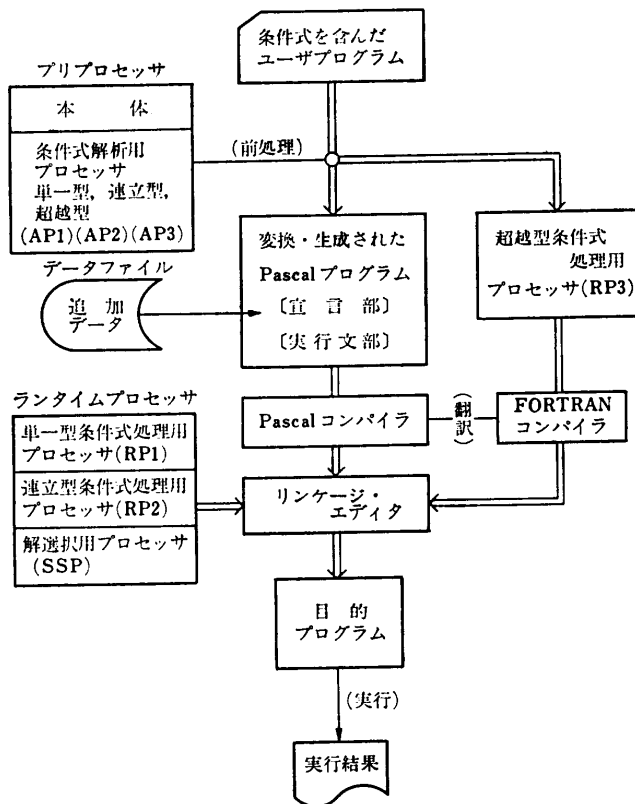 条件式を含んだ
ユーザプログラム
プリプロセッサ
本 体
条件式解析用
プロセッサ
単一型, 連立型,
超越型
(AP1)(AP2)(AP3)
(前処理)
変換・生成された
Pascalプログラム
〔宣 言 部〕
〔実行文部〕
超越型条件式
処理用
プロセッサ(RP3)
データファイル
追 加
データ
ランタイムプロセッサ
単一型条件式処理用
プロセッサ(RP1)
連立型条件式処理用
プロセッサ(RP2)
解選択用プロセッサ
(SSP)
Pascalコンパイラ
(翻訳)
FORTRAN
コンパイラ
リンケージ・
エディタ
目 的
プログラム
(実行)
実行結果